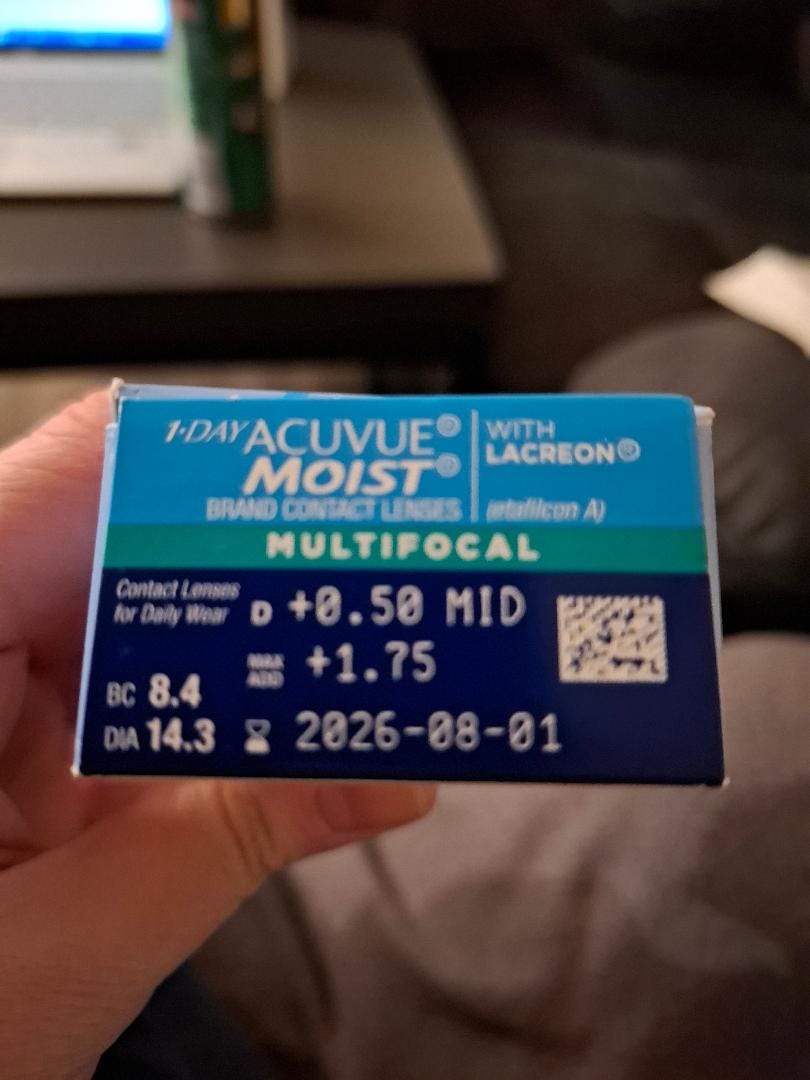 1·DAY ACUVUE®
MOIST®
BRAND CONTACT LENSES
WITH
LACREON®
(etafilcon A)
MULTIFOCAL
Contact Lenses
for Daily Wear
D +0.50 MID
MAX
ADD +1.75
BC 8.4
DIA 14.3
2026-08-01